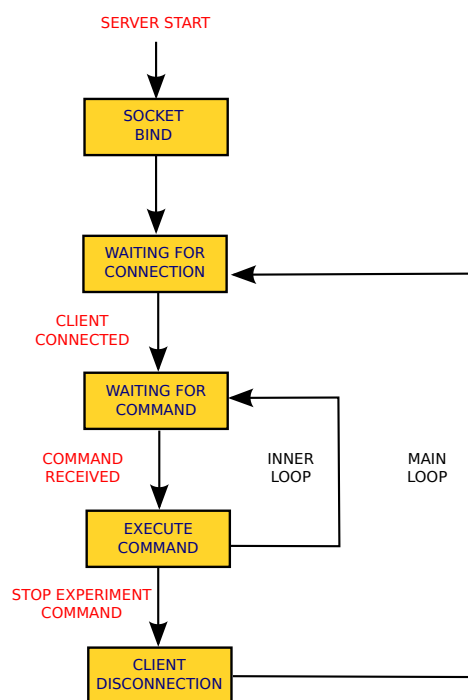 SERVER START
SOCKET
BIND
WAITING FOR
CONNECTION
CLIENT
CONNECTED
WAITING FOR
COMMAND
COMMAND
RECEIVED
INNER
LOOP
MAIN
LOOP
EXECUTE
COMMAND
STOP EXPERIMENT
COMMAND
CLIENT
DISCONNECTION